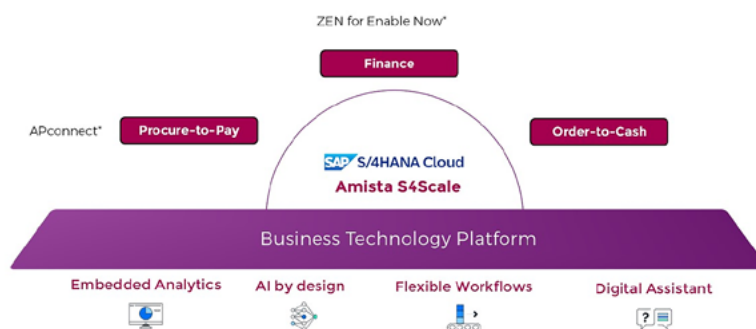 ZEN for Enable Now*
Finance
APconnect*
Procure-to-Pay
Order-to-Cash
SAP S/4HANA Cloud
Amista S4Scale
Business Technology Platform
Embedded Analytics
AI by design
Flexible Workflows
Digital Assistant
?